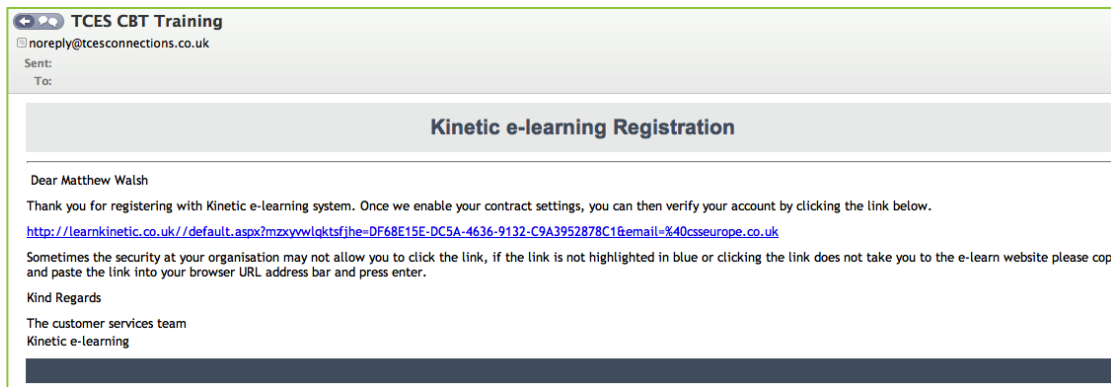 TCES CBT Training
noreply@tcesconnections.co.uk
Sent:
To:
Kinetic e-learning Registration
Dear Matthew Walsh
Thank you for registering with Kinetic e-learning system. Once we enable your contract settings, you can then verify your account by clicking the link below.
http://learnkinetic.co.uk//default.aspx?mzxyvwlqktsfjhe=DF68E15E-DC5A-4636-9132-C9A3952878C1&email=%40csseurope.co.uk
Sometimes the security at your organisation may not allow you to click the link, if the link is not highlighted in blue or clicking the link does not take you to the e-learn website please cop
and paste the link into your browser URL address bar and press enter.
Kind Regards
The customer services team
Kinetic e-learning